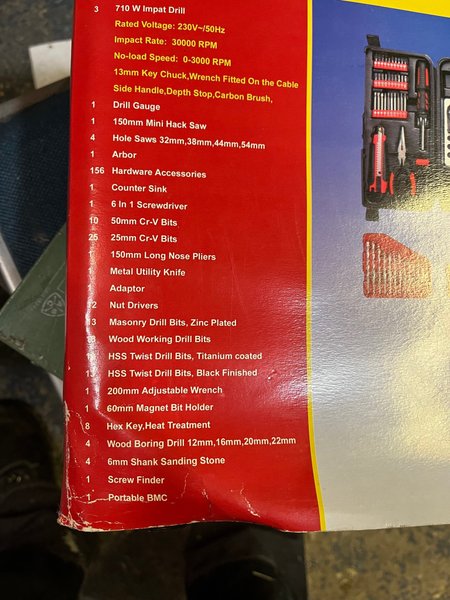 3 710 W Impat Drill
Rated Voltage: 230V~/50Hz
Impact Rate: 30000 RPM
No-load Speed: 0-3000 RPM
13mm Key Chuck,Wrench Fitted On the Cable
Side Handle,Depth Stop,Carbon Brush,
1 Drill Gauge
1 150mm Mini Hack Saw
4 Hole Saws 32mm,38mm,44mm,54mm
1 Arbor
156 Hardware Accessories
1 Counter Sink
1 6 In 1 Screwdriver
10 50mm Cr-V Bits
25 25mm Cr-V Bits
1 150mm Long Nose Pliers
1 Metal Utility Knife
1 Adaptor
12 Nut Drivers
13 Masonry Drill Bits, Zinc Plated
Wood Working Drill Bits
HSS Twist Drill Bits, Titanium coated
13 HSS Twist Drill Bits, Black Finished
1 200mm Adjustable Wrench
1 60mm Magnet Bit Holder
8 Hex Key,Heat Treatment
4 Wood Boring Drill 12mm,16mm,20mm,22mm
4 6mm Shank Sanding Stone
1 Screw Finder
1 Portable BMC